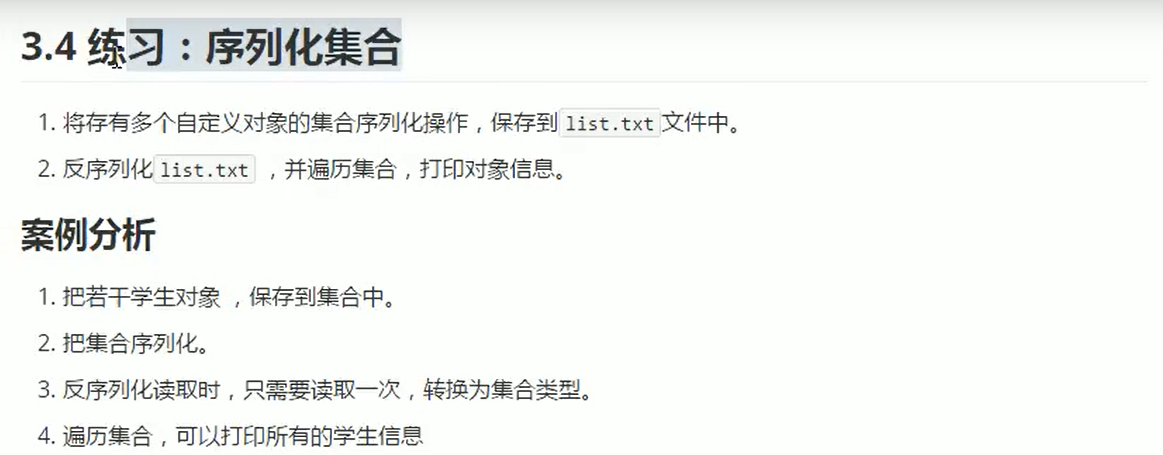 3.4 练习：序列化集合
1. 将存有多个自定义对象的集合序列化操作，保存到list.txt文件中。
2. 反序列化list.txt ，并遍历集合，打印对象信息。
案例分析
1. 把若干学生对象 ，保存到集合中。
2. 把集合序列化。
3. 反序列化读取时，只需要读取一次，转换为集合类型。
4. 遍历集合，可以打印所有的学生信息